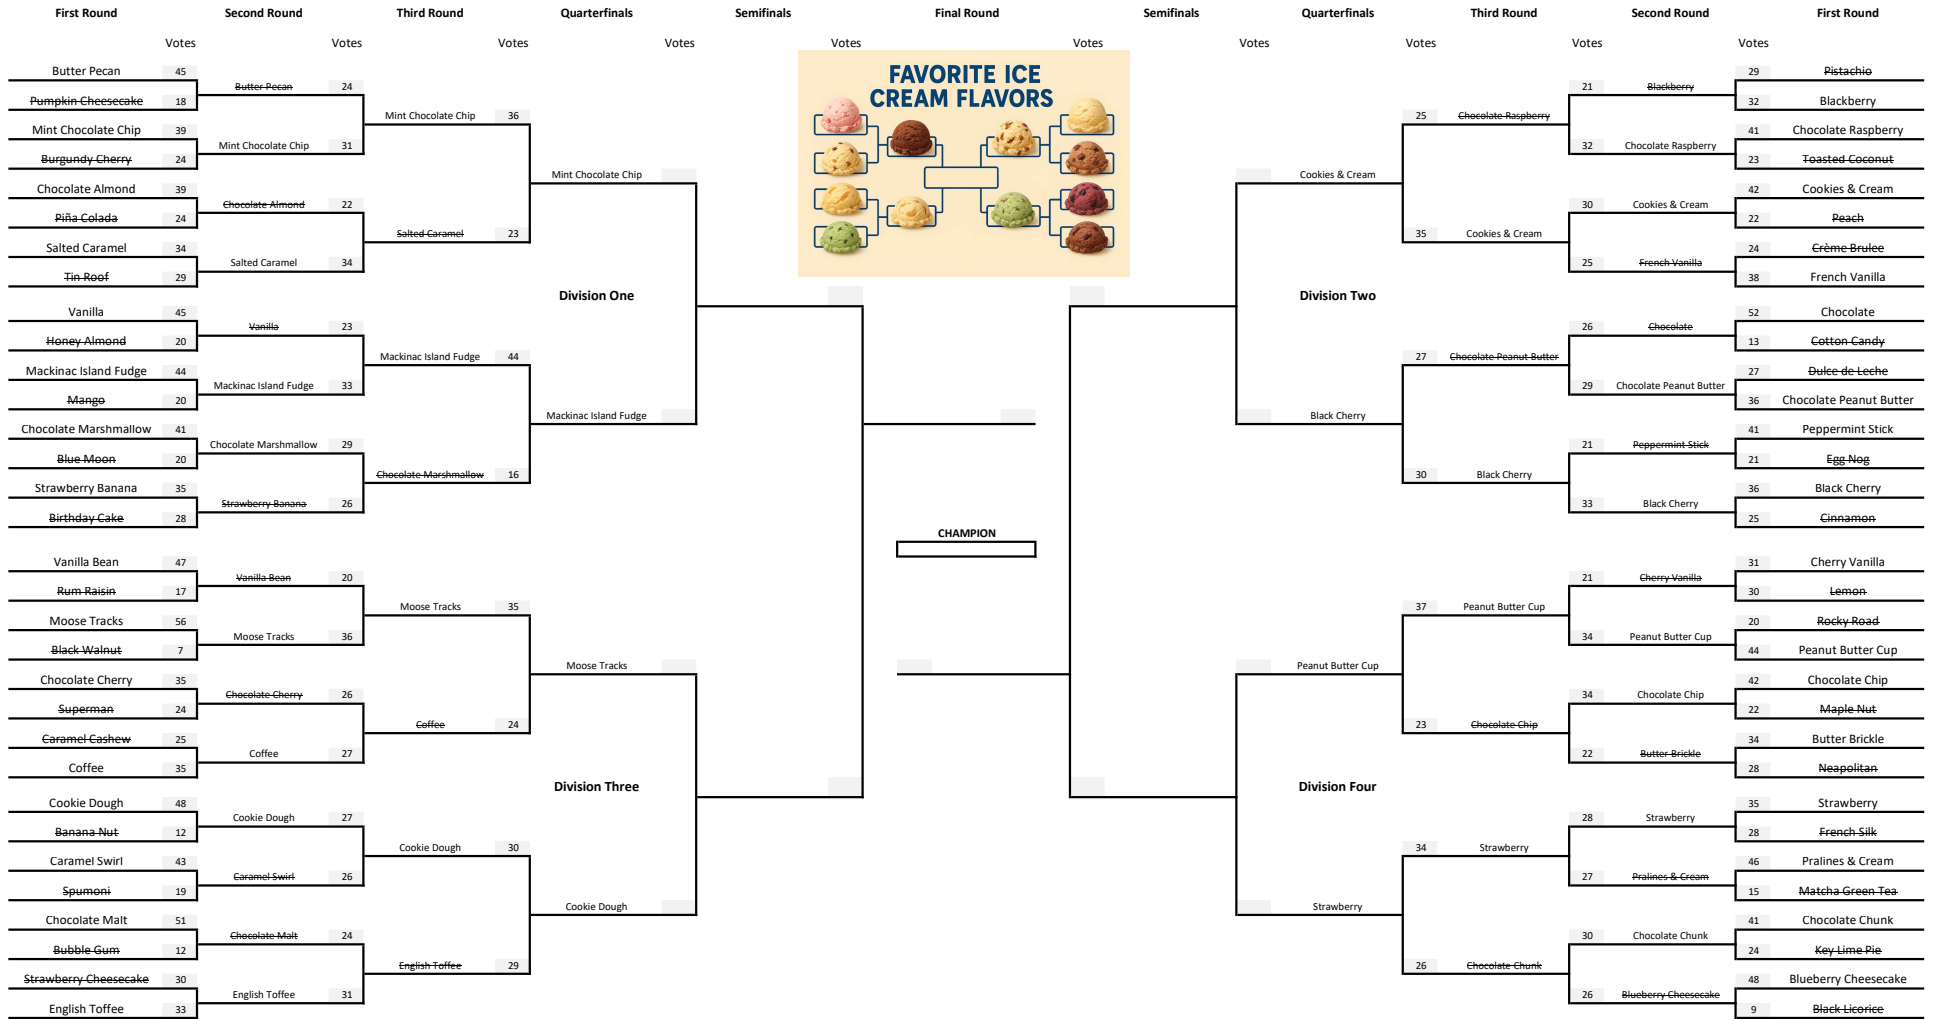 First Round Second Round Third Round Quarterfinals Semifinals Final Round Semifinals Quarterfinals Third Round Second Round First Round
Votes Votes Votes Votes Votes Votes Votes Votes Votes Votes
FAVORITE ICE
CREAM FLAVORS
Butter Pecan 45
Pumpkin Cheesecake 18
Mint Chocolate Chip 39
Burgundy Cherry 24
Chocolate Almond 39
Piña Colada 24
Salted Caramel 34
Tin Roof 29
Vanilla 45
Honey Almond 20
Mackinac Island Fudge 44
Mango 20
Chocolate Marshmallow 41
Blue Moon 20
Strawberry Banana 35
Birthday Cake 28
Vanilla Bean 47
Rum Raisin 17
Moose Tracks 56
Black Walnut 7
Chocolate Cherry 35
Superman 24
Caramel Cashew 25
Coffee 35
Cookie Dough 48
Banana Nut 12
Caramel Swirl 43
Spumoni 19
Chocolate Malt 51
Bubble Gum 12
Strawberry Cheesecake 30
English Toffee 33
Butter Pecan 24
Mint Chocolate Chip 31
Chocolate Almond 22
Salted Caramel 34
Vanilla 23
Mackinac Island Fudge 33
Chocolate Marshmallow 29
Strawberry Banana 26
Vanilla Bean 20
Moose Tracks 36
Chocolate Cherry 26
Coffee 27
Cookie Dough 27
Caramel Swirl 26
Chocolate Malt 24
English Toffee 31
Mint Chocolate Chip 36
Salted Caramel 23
Mackinac Island Fudge 44
Chocolate Marshmallow 16
Moose Tracks 35
Coffee 24
Cookie Dough 30
English Toffee 29
Mint Chocolate Chip
Division One
Mackinac Island Fudge
Moose Tracks
Division Three
Cookie Dough
CHAMPION
Cookies & Cream
Division Two
Black Cherry
Peanut Butter Cup
Division Four
Strawberry
25 Chocolate Raspberry
35 Cookies & Cream
27 Chocolate Peanut Butter
30 Black Cherry
37 Peanut Butter Cup
23 Chocolate Chip
34 Strawberry
26 Chocolate Chunk
21 Blackberry
32 Chocolate Raspberry
30 Cookies & Cream
25 French Vanilla
26 Chocolate
29 Chocolate Peanut Butter
21 Peppermint Stick
33 Black Cherry
21 Cherry Vanilla
34 Peanut Butter Cup
34 Chocolate Chip
22 Butter Brickle
28 Strawberry
27 Pralines & Cream
30 Chocolate Chunk
26 Blueberry Cheesecake
29 Pistachio
32 Blackberry
41 Chocolate Raspberry
23 Toasted Coconut
42 Cookies & Cream
22 Peach
24 Crème Brulee
38 French Vanilla
52 Chocolate
13 Cotton Candy
27 Dulce de Leche
36 Chocolate Peanut Butter
41 Peppermint Stick
21 Egg Nog
36 Black Cherry
25 Cinnamon
31 Cherry Vanilla
30 Lemon
20 Rocky Road
44 Peanut Butter Cup
42 Chocolate Chip
22 Maple Nut
34 Butter Brickle
28 Neapolitan
35 Strawberry
28 French Silk
46 Pralines & Cream
15 Matcha Green Tea
41 Chocolate Chunk
24 Key Lime Pie
48 Blueberry Cheesecake
9 Black Licorice